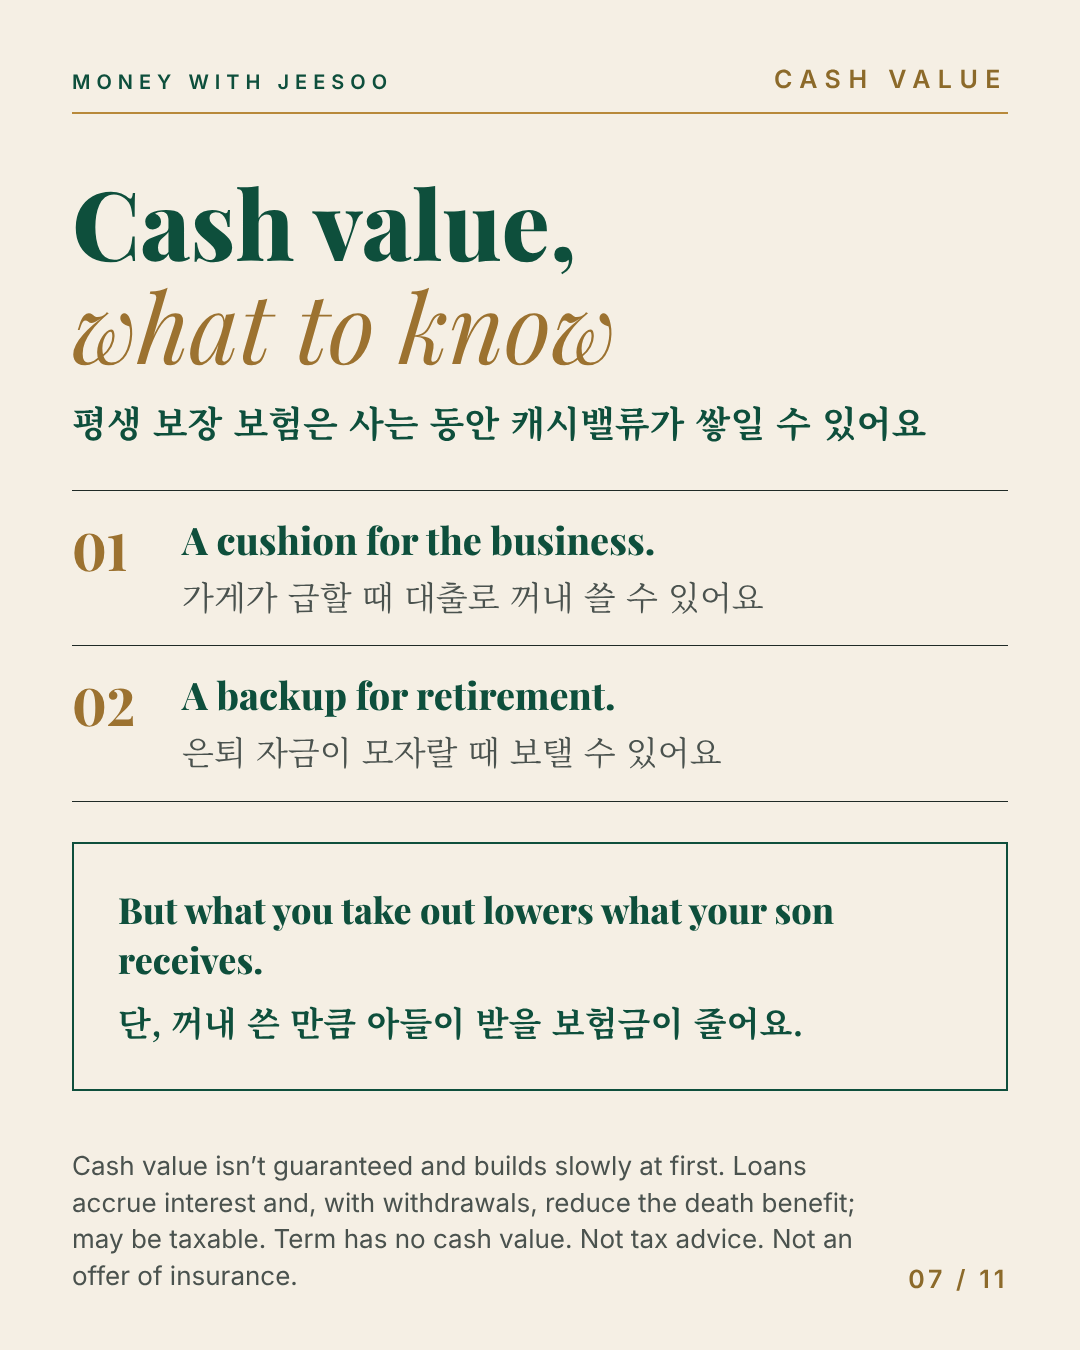 MONEY WITH JEESOO
CASH VALUE
Cash value,
what to know
평생 보장 보험은 사는 동안 캐시밸류가 쌓일 수 있어요
01
A cushion for the business.
가게가 급할 때 대출로 꺼내 쓸 수 있어요
02
A backup for retirement.
은퇴 자금이 모자랄 때 보탤 수 있어요
But what you take out lowers what your son
receives.
단, 꺼내 쓴 만큼 아들이 받을 보험금이 줄어요.
Cash value isn’t guaranteed and builds slowly at first. Loans
accrue interest and, with withdrawals, reduce the death benefit;
may be taxable. Term has no cash value. Not tax advice. Not an
offer of insurance.
07 / 11